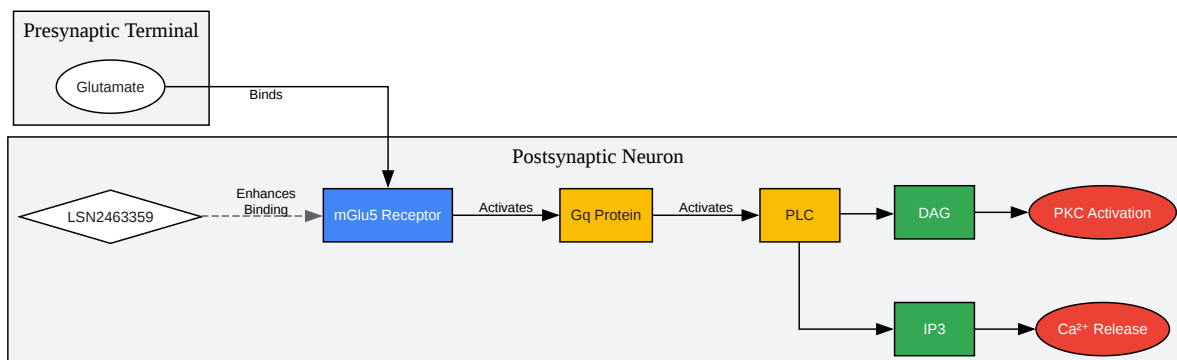 Presynaptic Terminal
Glutamate
Binds
Postsynaptic Neuron
LSN2463359
Enhances
Binding
mGlu5 Receptor
Activates
Gq Protein
Activates
PLC
DAG
PKC Activation
IP3
Ca²⁺ Release